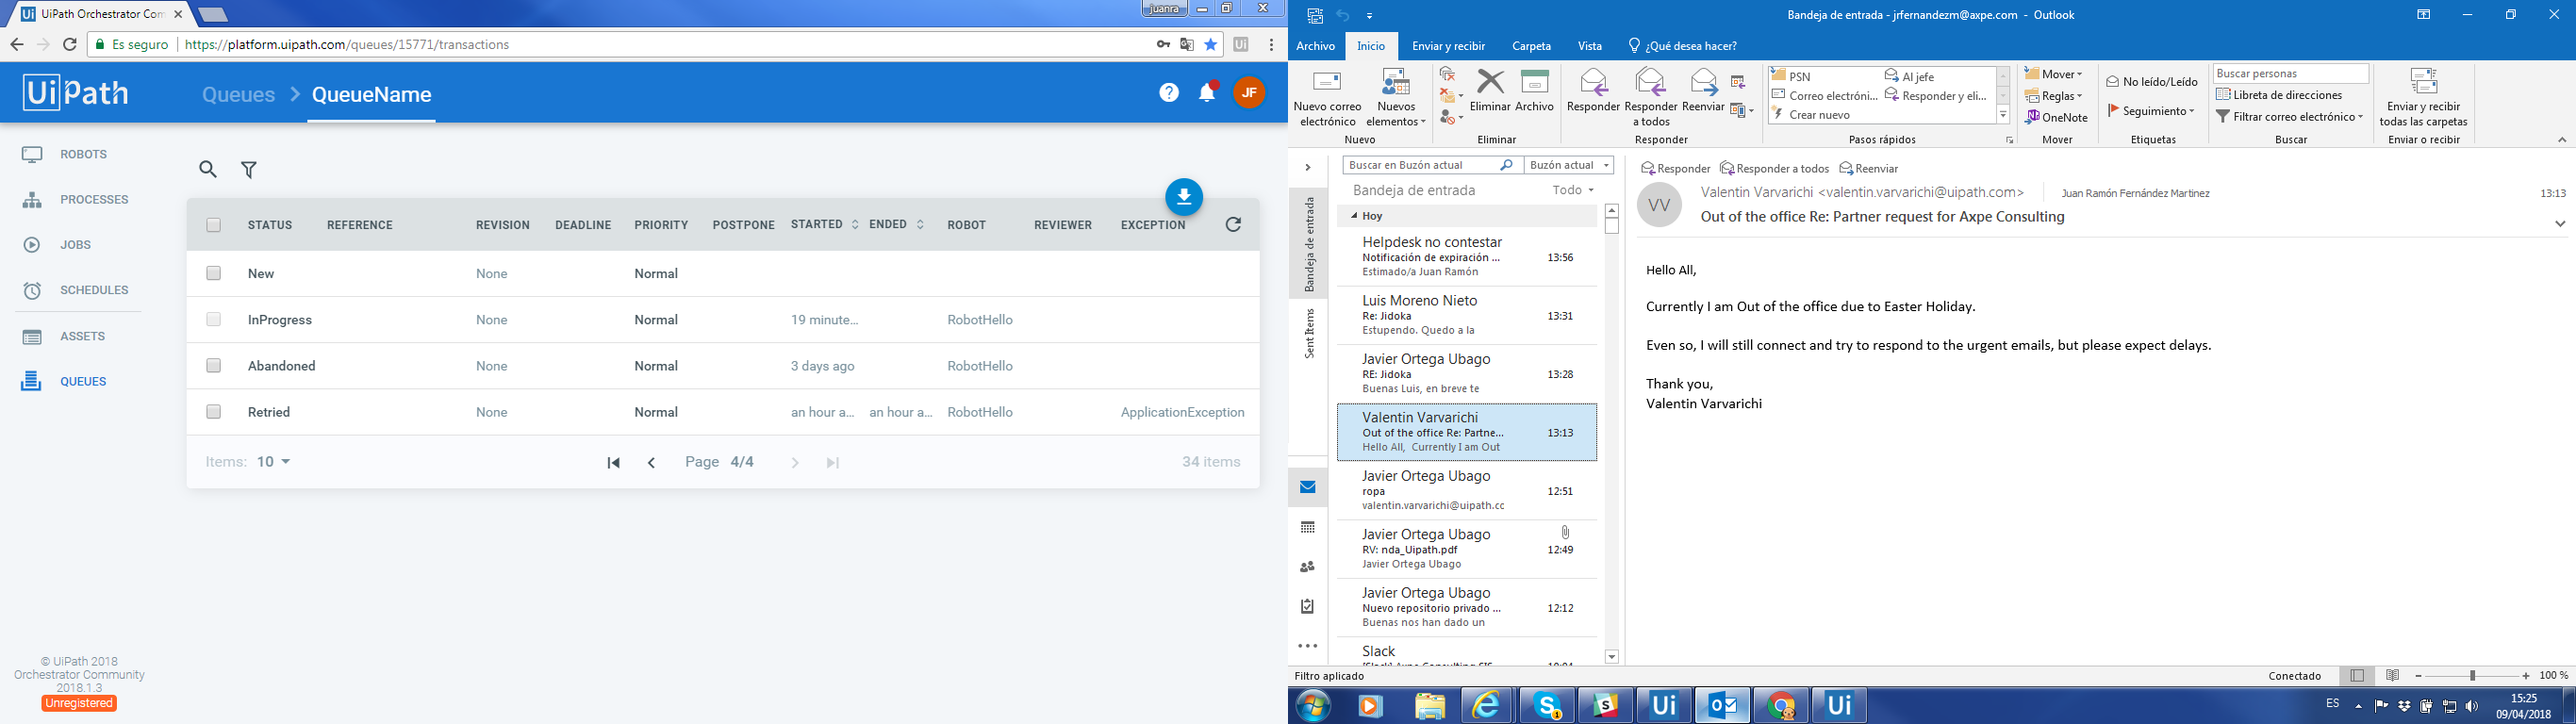 UiPath Orchestrator Com
juanra
Es seguro
https://platform.uipath.com/queues/15771/transactions
UiPath
Queues > QueueName
JF
ROBOTS
PROCESSES
JOBS
SCHEDULES
ASSETS
QUEUES
STATUS REFERENCE REVISION DEADLINE PRIORITY POSTPONE STARTED ENDED ROBOT REVIEWER EXCEPTION
New None Normal
InProgress None Normal 19 minute... RobotHello
Abandoned None Normal 3 days ago RobotHello
Retried None Normal an hour a... an hour a... RobotHello ApplicationException
Items: 10 Page 4/4 34 items
© UiPath 2018
Orchestrator Community
2018.1.3
Unregistered
Bandeja de entrada - jrfernandezm@axpe.com - Outlook
Archivo Inicio Enviar y recibir Carpeta Vista ¿Qué desea hacer?
Nuevo correo electrónico
Nuevos elementos
Nuevo
Eliminar Archivo
Eliminar
Responder
Responder a todos
Reenviar
Responder
PSN
Correo electróni...
Crear nuevo
Al jefe
Responder y eli...
Pasos rápidos
Mover
Reglas
OneNote
Mover
No leído/Leído
Seguimiento
Etiquetas
Buscar personas
Libreta de direcciones
Filtrar correo electrónico
Buscar
Enviar y recibir todas las carpetas
Enviar o recibir
Bandeja de entrada
Sent Items
Buscar en Buzón actual Buzón actual
Bandeja de entrada Todo
Hoy
Helpdesk no contestar
Notificación de expiración ... 13:56
Estimado/a Juan Ramón
Luis Moreno Nieto
Re: Jidoka 13:31
Estupendo. Quedo a la
Javier Ortega Ubago
RE: Jidoka 13:28
Buenas Luis, en breve te
Valentin Varvarichi
Out of the office Re: Partne... 13:13
Hello All, Currently I am Out
Javier Ortega Ubago
ropa 12:51
valentin.varvarichi@uipath.cc
Javier Ortega Ubago
RV: nda_Uipath.pdf 12:49
Javier Ortega Ubago
Javier Ortega Ubago
Nuevo repositorio privado ... 12:12
Buenas nos han dado un
Slack
Responder Responder a todos Reenviar
VV
Valentin Varvarichi <valentin.varvarichi@uipath.com> Juan Ramón Fernández Martinez 13:13
Out of the office Re: Partner request for Axpe Consulting
Hello All,
Currently I am Out of the office due to Easter Holiday.
Even so, I will still connect and try to respond to the urgent emails, but please expect delays.
Thank you,
Valentin Varvarichi
Filtro aplicado
Conectado
100 %
ES
15:25
09/04/2018